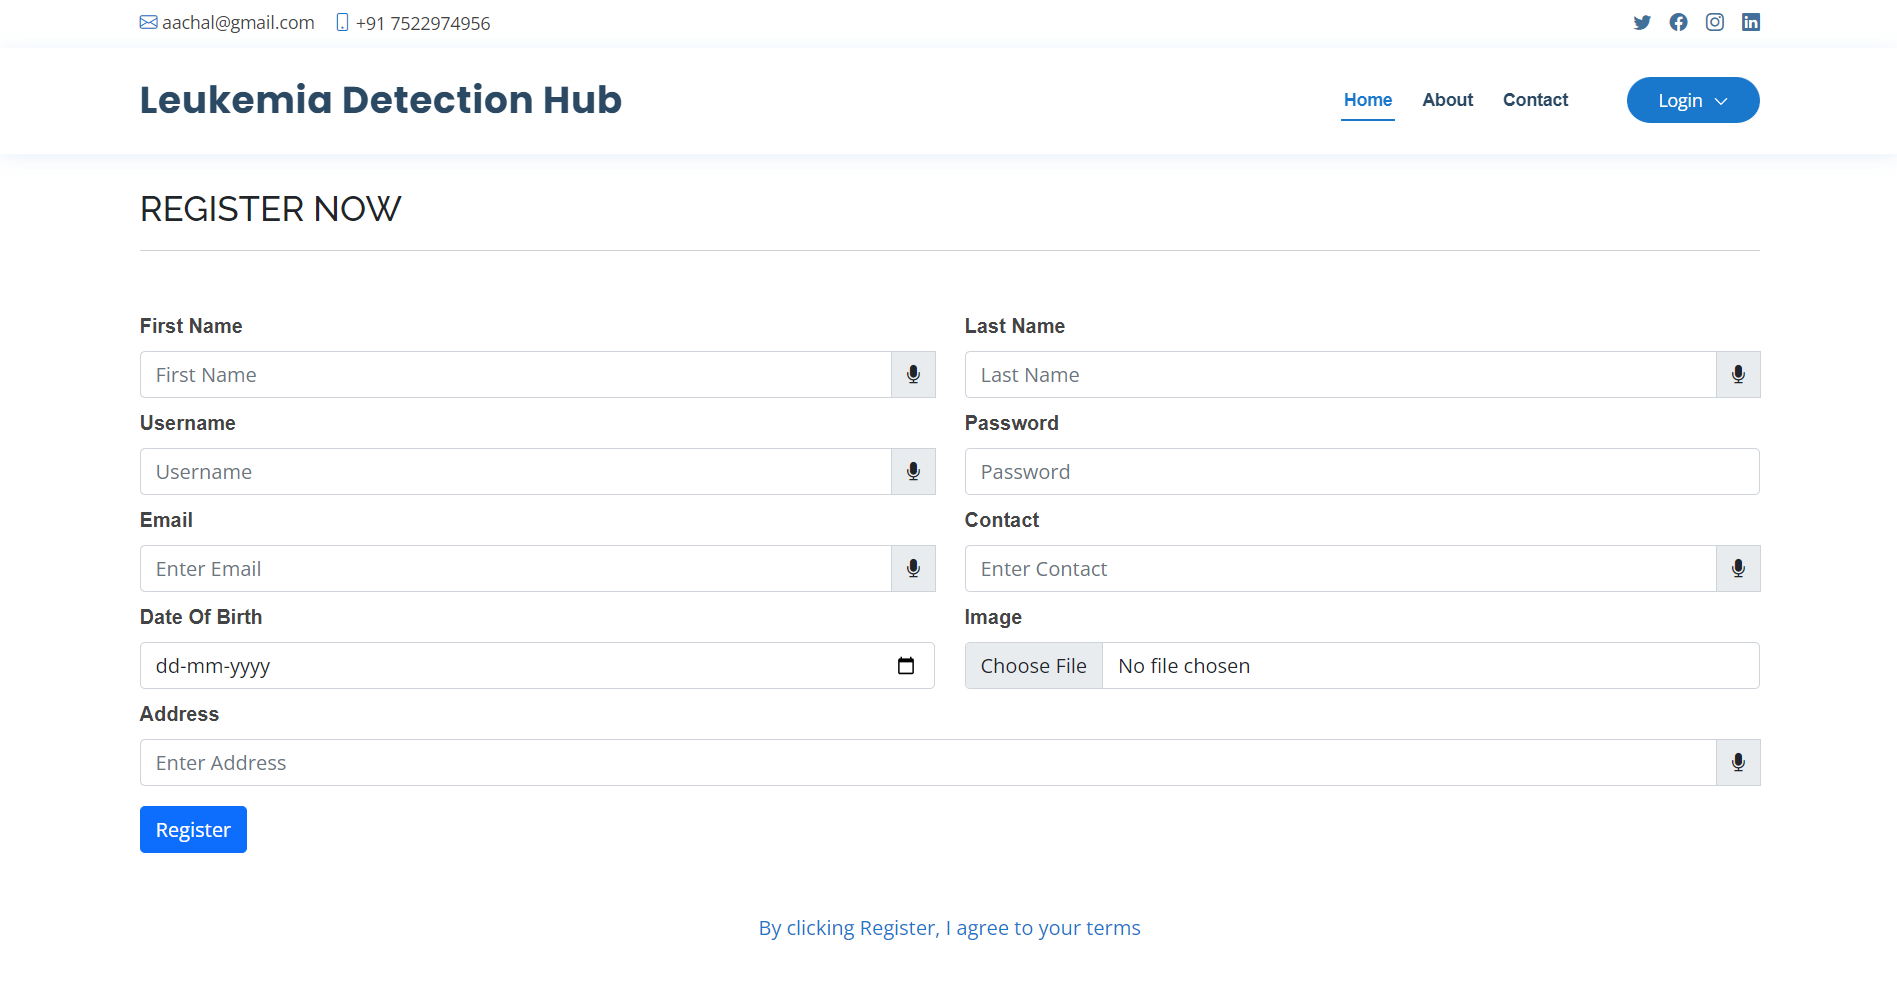 aachal@gmail.com +91 7522974956
Leukemia Detection Hub Home About Contact Login
REGISTER NOW
First Name Last Name
First Name Last Name
Username Password
Username Password
Email Contact
Enter Email Enter Contact
Date Of Birth Image
dd-mm-yyyy Choose File No file chosen
Address
Enter Address
Register
By clicking Register, I agree to your terms